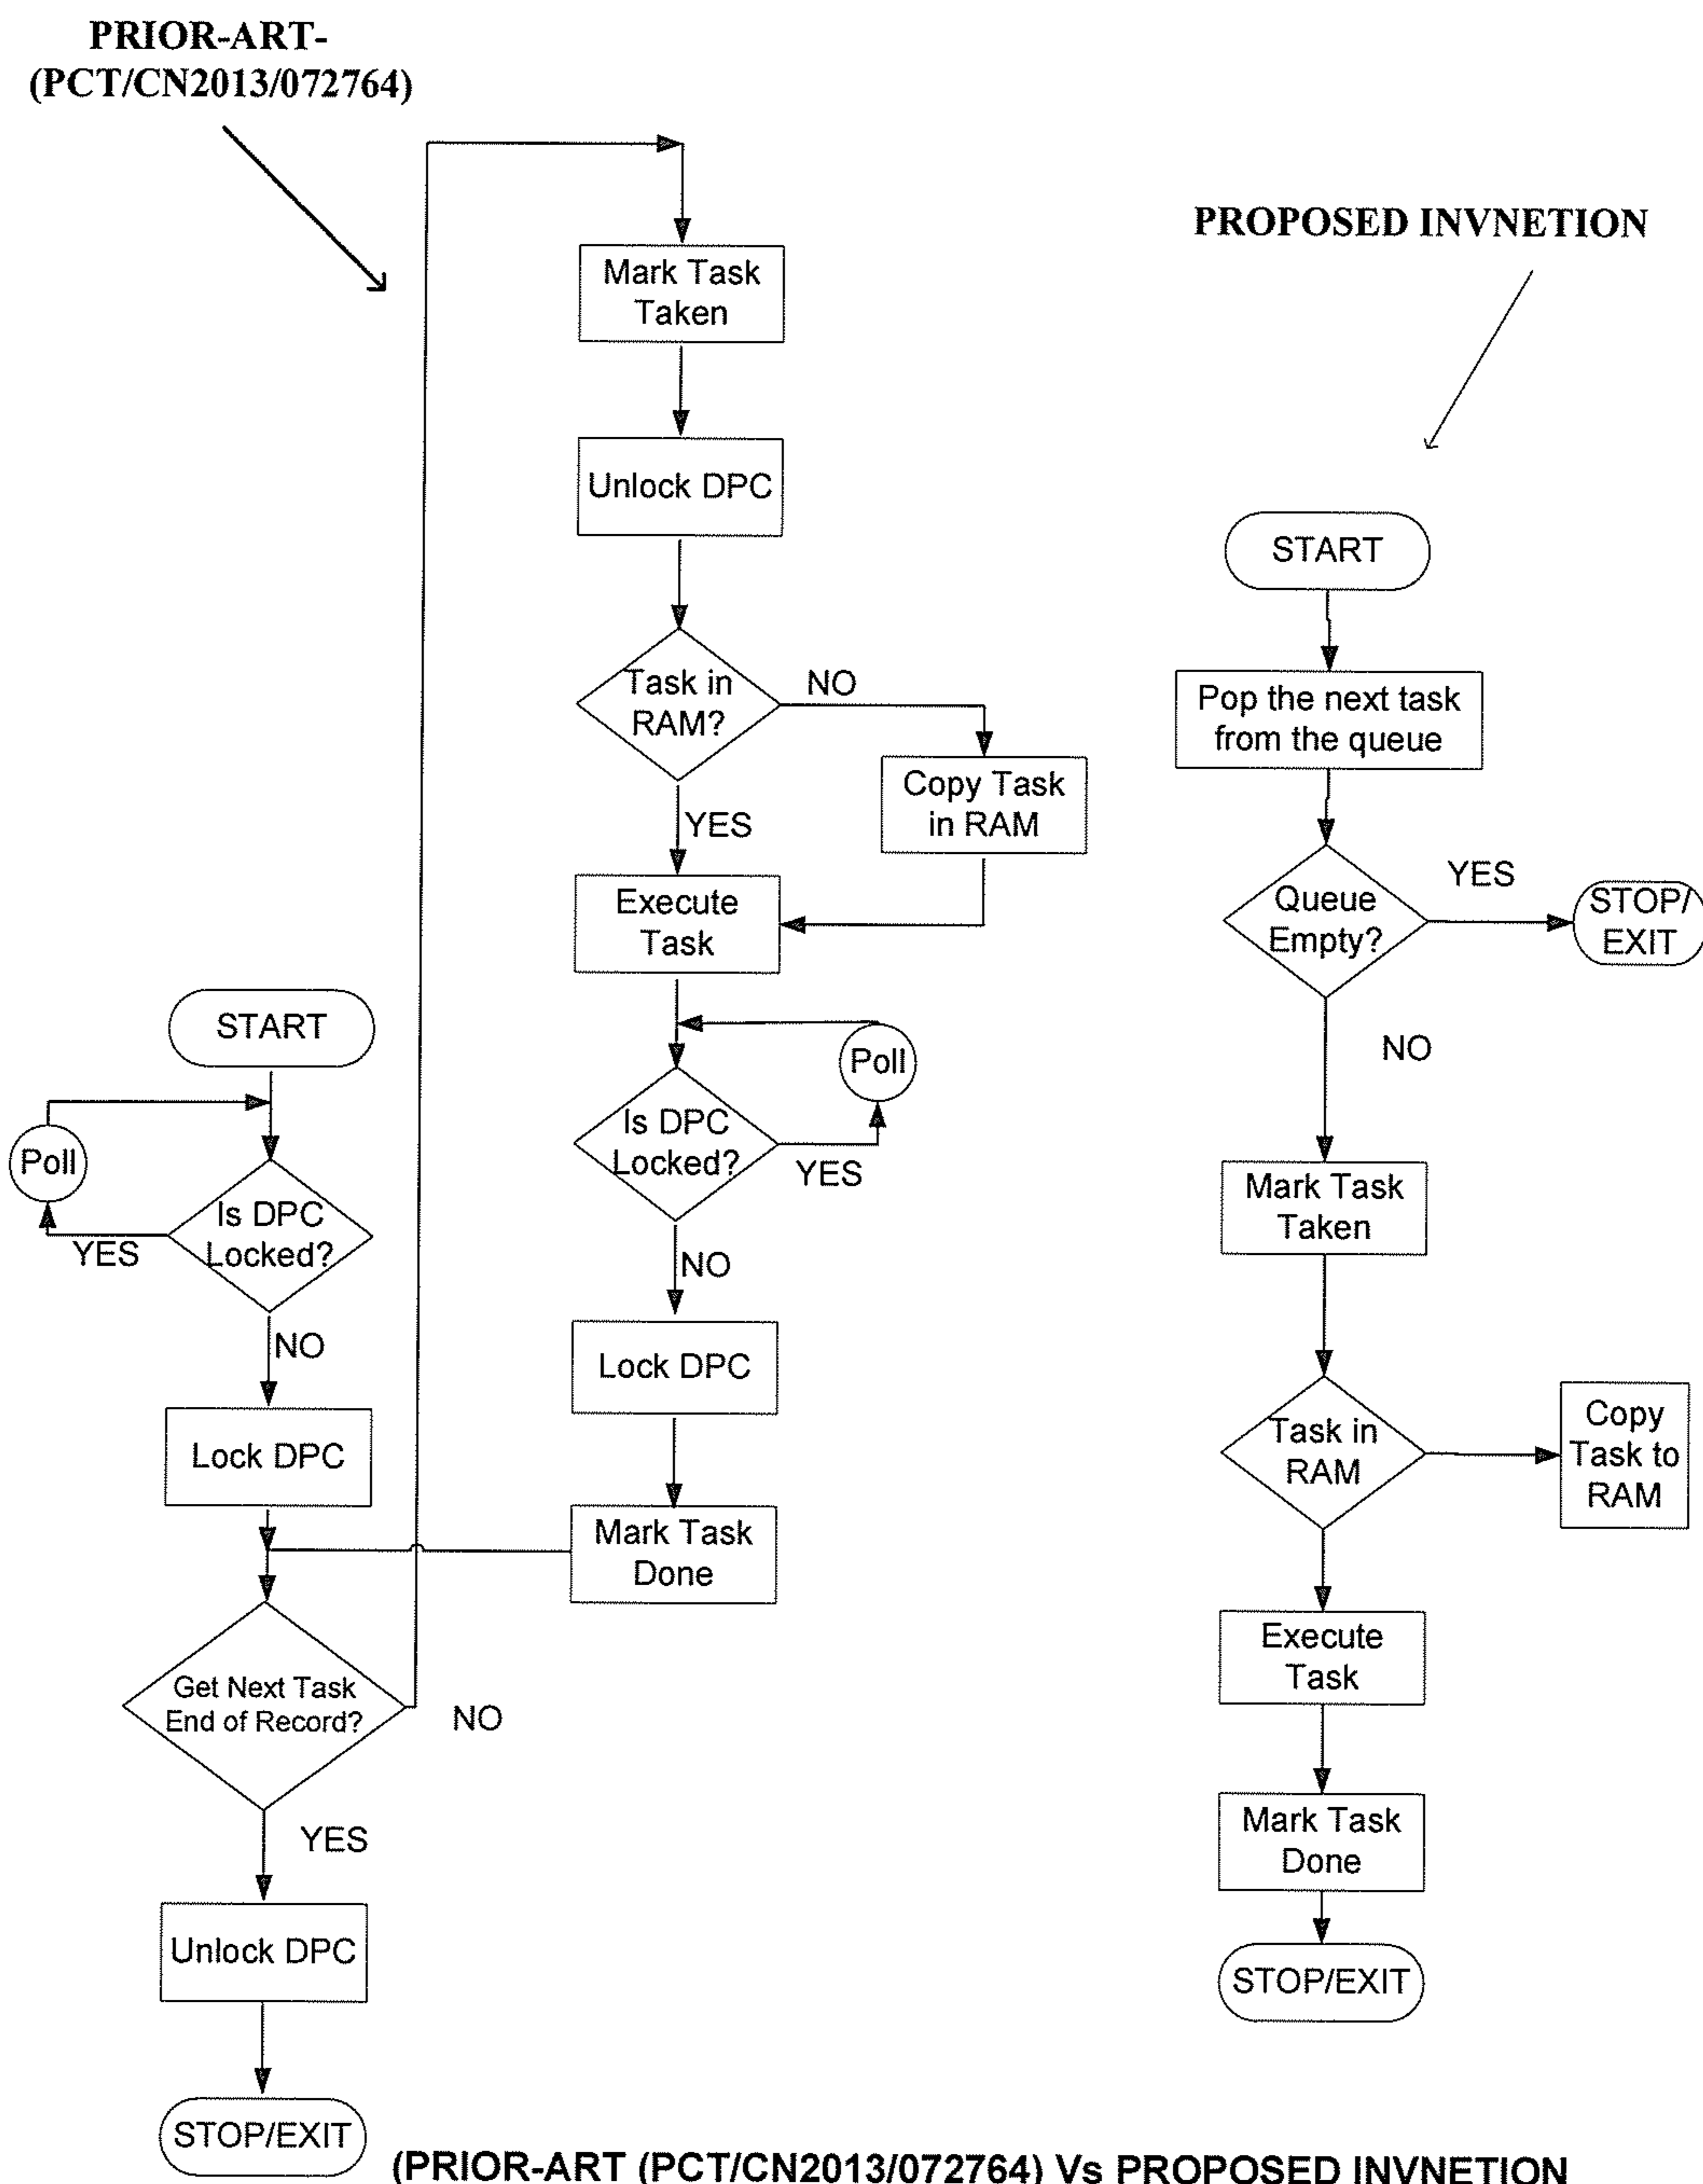 PRIOR-ART-
(PCT/CN2013/072764)
PROPOSED INVNETION
START
Poll
YES
Is DPC
Locked?
NO
Lock DPC
Get Next Task
End of Record?
NO
YES
Unlock DPC
STOP/EXIT
Mark Task
Taken
Unlock DPC
Task in
RAM?
NO
Copy Task
in RAM
YES
Execute
Task
Poll
Is DPC
Locked?
YES
NO
Lock DPC
Mark Task
Done
START
Pop the next task
from the queue
Queue
Empty?
YES
STOP/
EXIT
NO
Mark Task
Taken
Task in
RAM
Copy
Task to
RAM
Execute
Task
Mark Task
Done
STOP/EXIT
(PRIOR-ART (PCT/CN2013/072764) Vs PROPOSED INVNETION